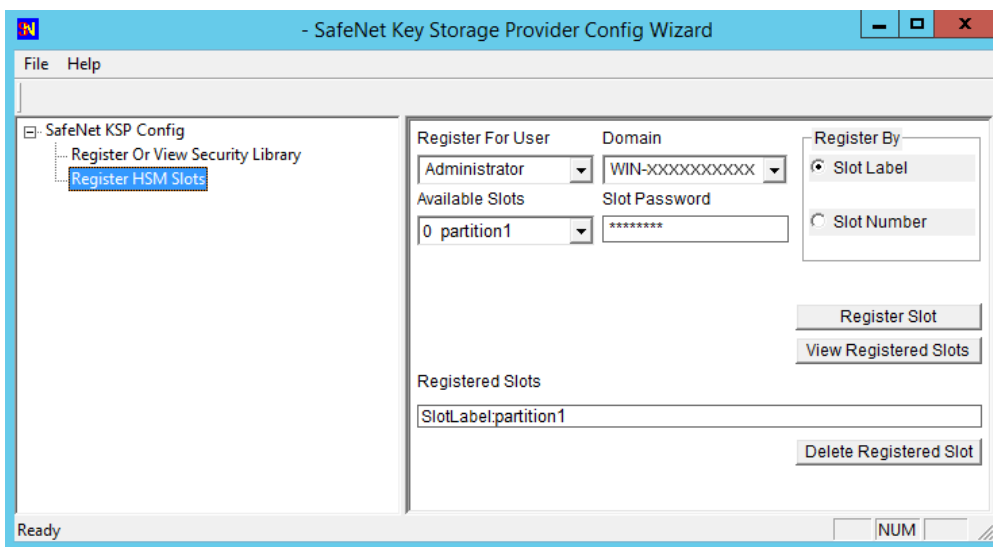 - SafeNet Key Storage Provider Config Wizard
File Help
SafeNet KSP Config
Register Or View Security Library
Register HSM Slots
Register For User Domain Register By
Administrator WIN-XXXXXXXXXX Slot Label
Available Slots Slot Password
0 partition1 ******** Slot Number
Register Slot
View Registered Slots
Registered Slots
SlotLabel:partition1
Delete Registered Slot
Ready NUM